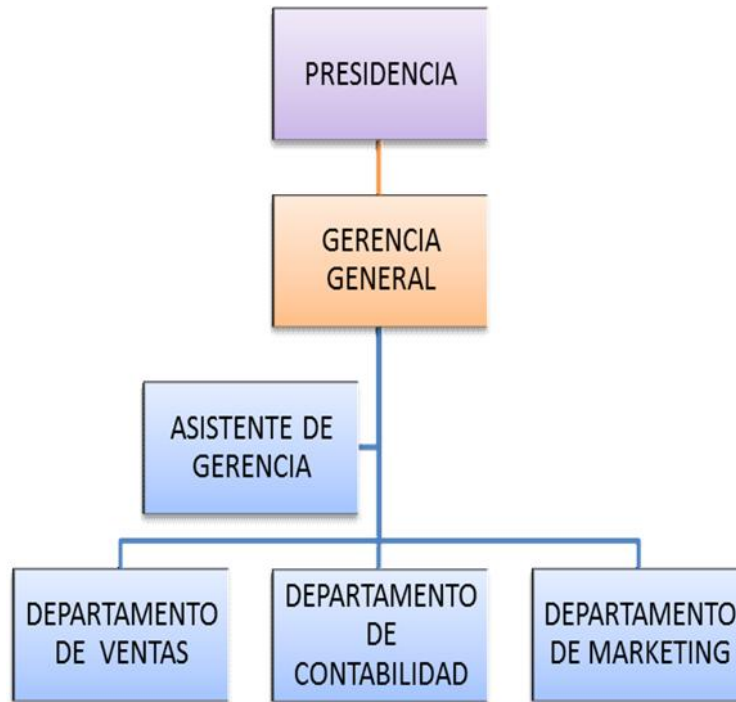 PRESIDENCIA
GERENCIA
GENERAL
ASISTENTE DE
GERENCIA
DEPARTAMENTO
DE VENTAS
DEPARTAMENTO
DE
CONTABILIDAD
DEPARTAMENTO
DE MARKETING